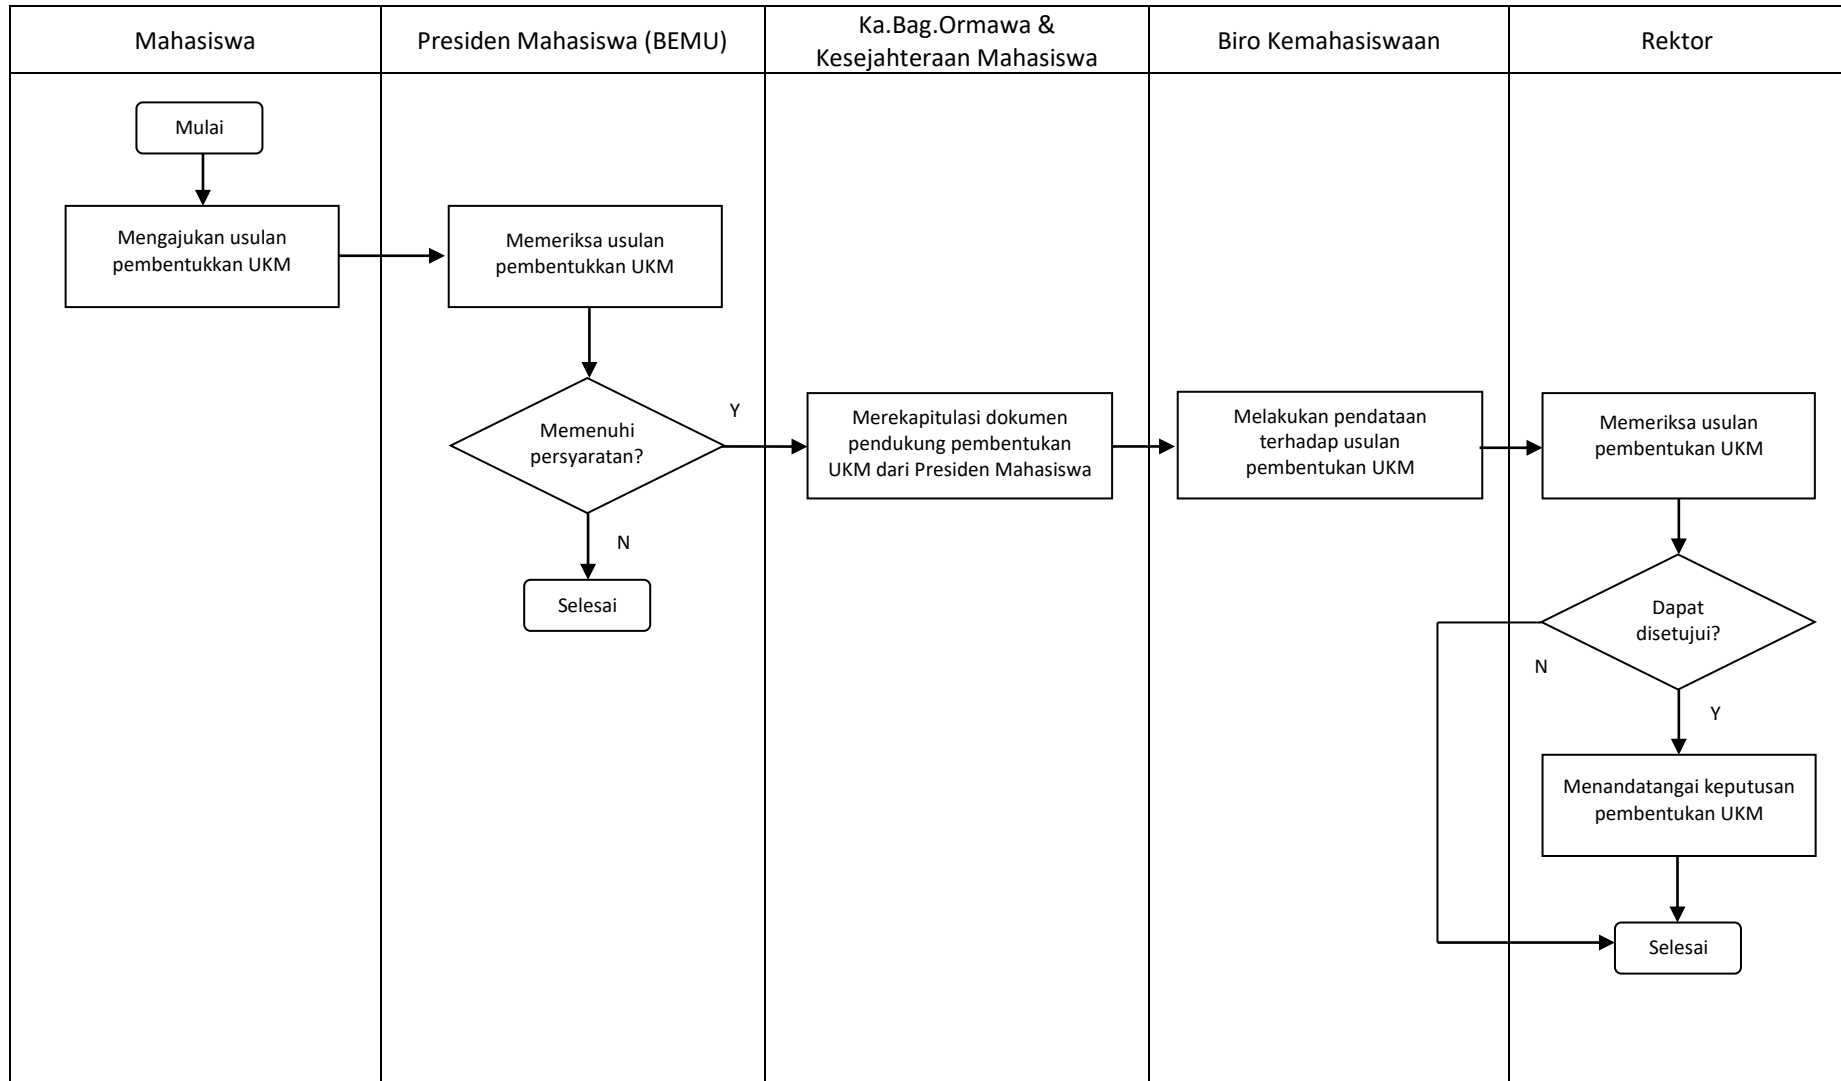 Mahasiswa
Presiden Mahasiswa (BEMU)
Ka.Bag.Ormawa &
Kesejahteraan Mahasiswa
Biro Kemahasiswaan
Rektor
Mulai
Mengajukan usulan
pembentukkan UKM
Memeriksa usulan
pembentukkan UKM
Memenuhi
persyaratan?
Y
N
Selesai
Merekapitulasi dokumen
pendukung pembentukan
UKM dari Presiden Mahasiswa
Melakukan pendataan
terhadap usulan
pembentukan UKM
Memeriksa usulan
pembentukan UKM
Dapat
disetujui?
N
Y
Menandatangai keputusan
pembentukan UKM
Selesai